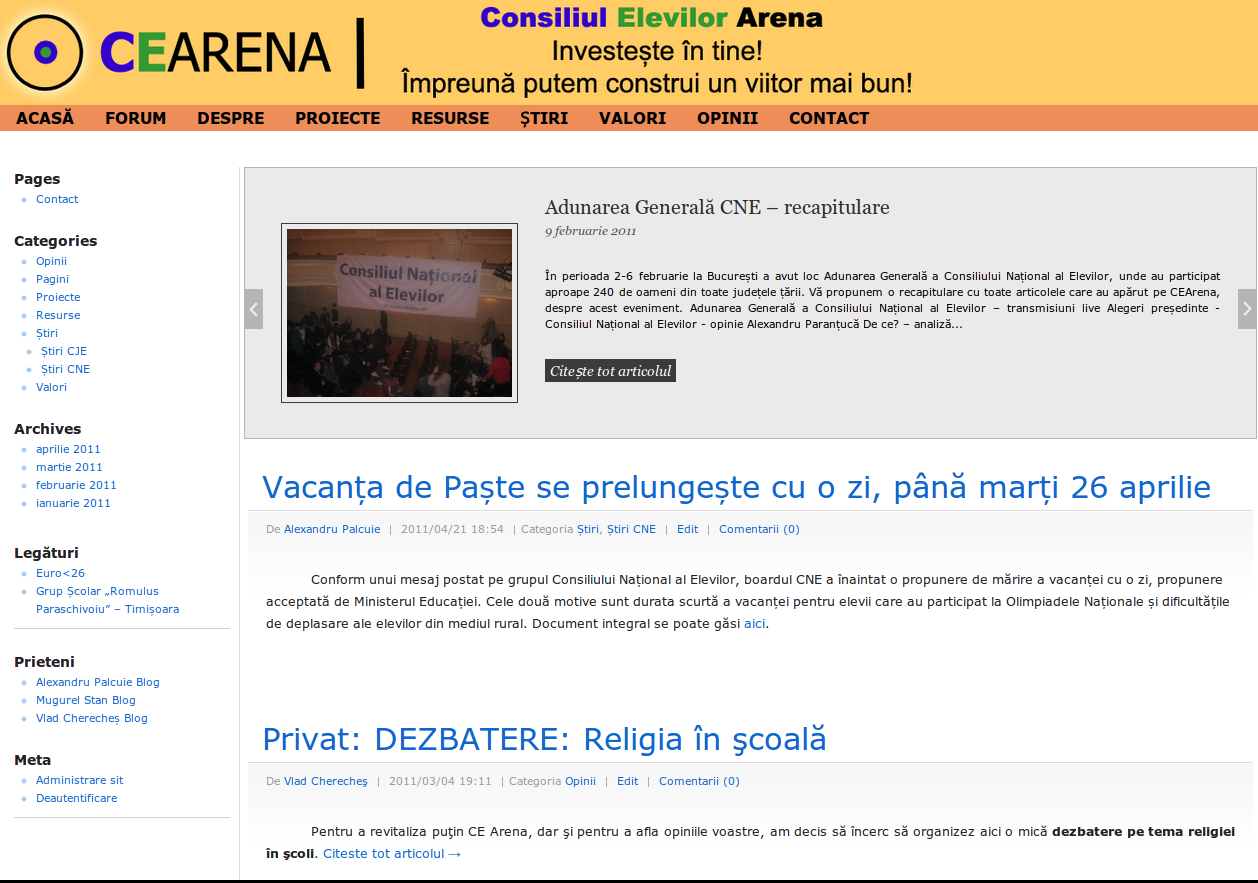 CEARENA
Consiliul Elevilor Arena
Investește în tine!
Împreună putem construi un viitor mai bun!
ACASĂ FORUM DESPRE PROIECTE RESURSE ȘTIRI VALORI OPINII CONTACT
Pages
Contact
Categories
Opinii
Pagini
Proiecte
Resurse
Știri
Știri CJE
Știri CNE
Valori
Archives
aprilie 2011
martie 2011
februarie 2011
ianuarie 2011
Legături
Euro<26
Grup Școlar „Romulus
Paraschivoiu” – Timișoara
Prieteni
Alexandru Palcuie Blog
Mugurel Stan Blog
Vlad Cherecheș Blog
Meta
Administrare sit
Deautentificare
Consiliul Național
al Elevilor
Adunarea Generală CNE – recapitulare
9 februarie 2011
În perioada 2-6 februarie la București a avut loc Adunarea Generală a Consiliului Național al Elevilor, unde au participat
aproape 240 de oameni din toate județele țării. Vă propunem o recapitulare cu toate articolele care au apărut pe CEArena,
despre acest eveniment. Adunarea Generală a Consiliului Național al Elevilor – transmisiuni live Alegeri președinte -
Consiliul Național al Elevilor - opinie Alexandru Paranțucă De ce? – analiză...
Citește tot articolul
Vacanța de Paște se prelungește cu o zi, până marți 26 aprilie
De Alexandru Palcuie | 2011/04/21 18:54 | Categoria Știri, Știri CNE | Edit | Comentarii (0)
Conform unui mesaj postat pe grupul Consiliului Național al Elevilor, boardul CNE a înaintat o propunere de mărire a vacanței cu o zi, propunere
acceptată de Ministerul Educației. Cele două motive sunt durata scurtă a vacanței pentru elevii care au participat la Olimpiadele Naționale și dificultățile
de deplasare ale elevilor din mediul rural. Document integral se poate găsi aici.
Privat: DEZBATERE: Religia în şcoală
De Vlad Cherecheş | 2011/03/04 19:11 | Categoria Opinii | Edit | Comentarii (0)
Pentru a revitaliza puţin CE Arena, dar şi pentru a afla opiniile voastre, am decis să încerc să organizez aici o mică dezbatere pe tema religiei
în şcoli. Citeste tot articolul →